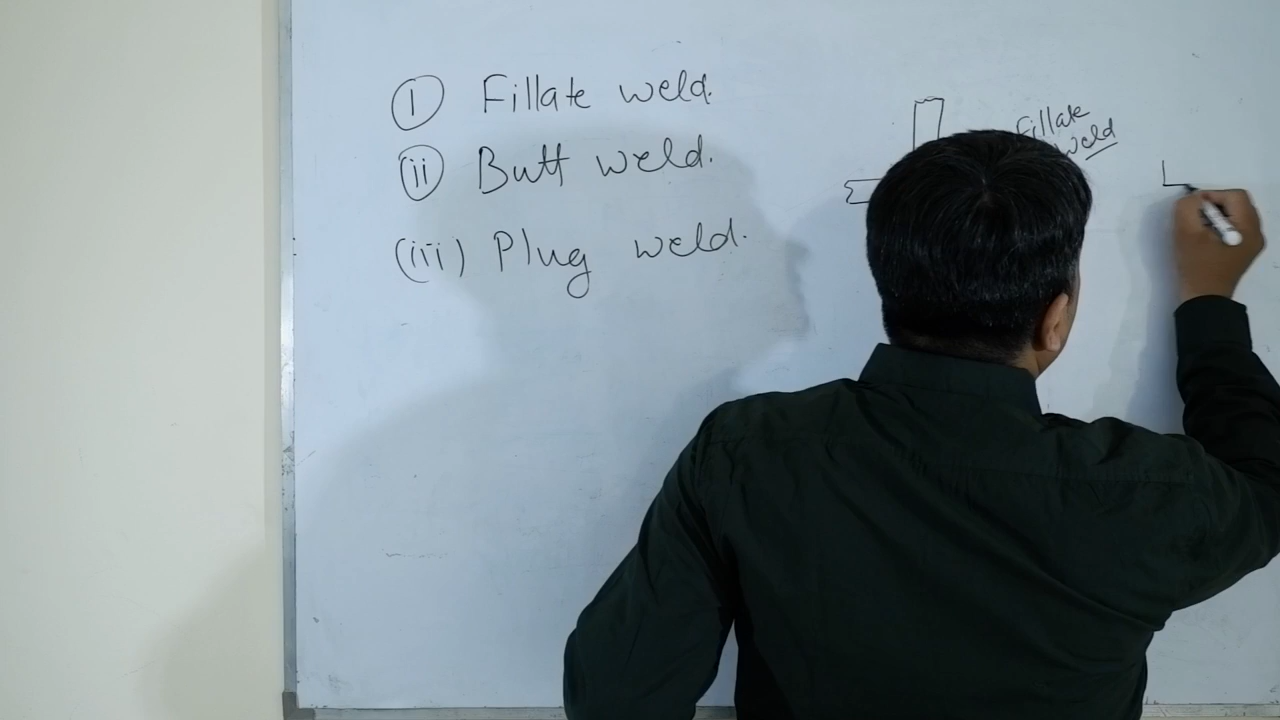 (i) Fillate weld.
(ii) Butt weld.
(iii) Plug weld.
Fillate
weld